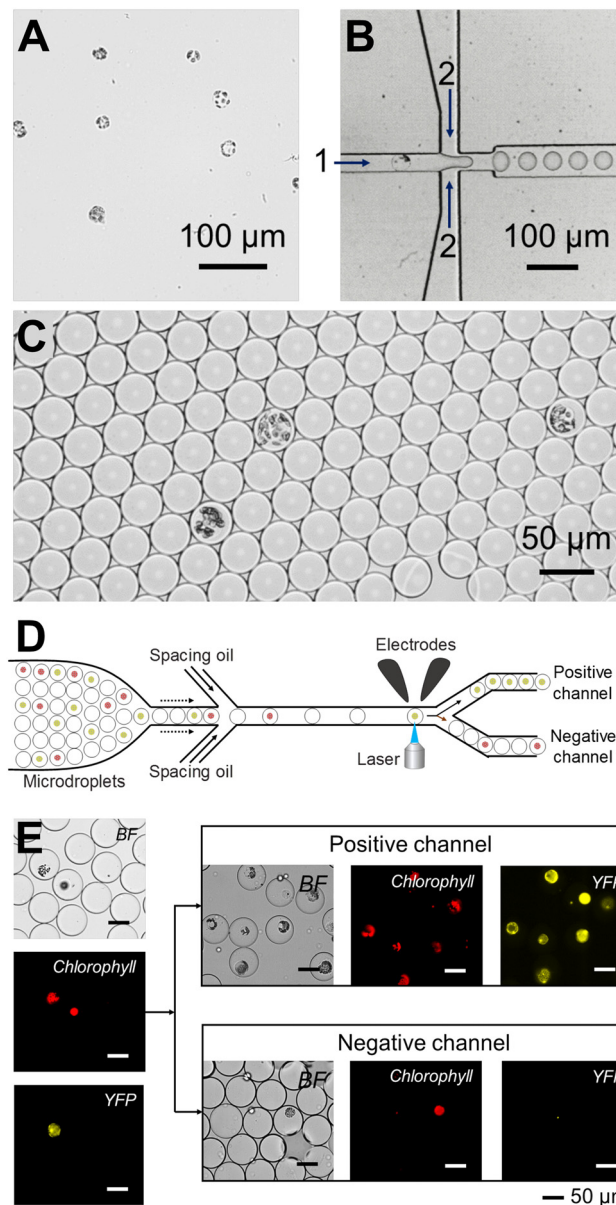 A
100 μm
B
2
1
2
100 μm
C
50 μm
D
Spacing oil
Electrodes
Positive
channel
Microdroplets
Spacing oil
Laser
Negative
channel
E
BF
Chlorophyll
YFP
Positive channel
BF
Chlorophyll
Negative channel
BF
Chlorophyll
50